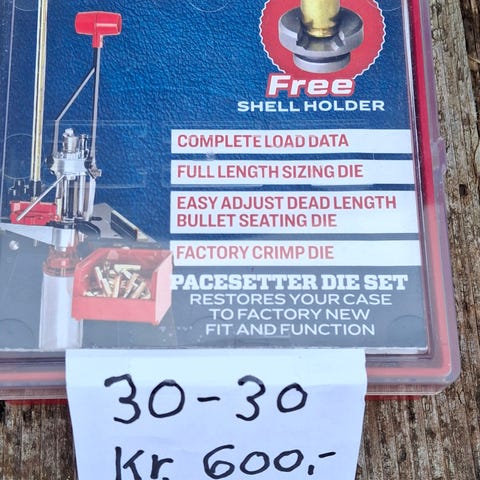 Free
SHELL HOLDER
COMPLETE LOAD DATA
FULL LENGTH SIZING DIE
EASY ADJUST DEAD LENGTH
BULLET SEATING DIE
FACTORY CRIMP DIE
PACESETTER DIE SET
RESTORES YOUR CASE
TO FACTORY NEW
FIT AND FUNCTION
30-30
Kr. 600,-